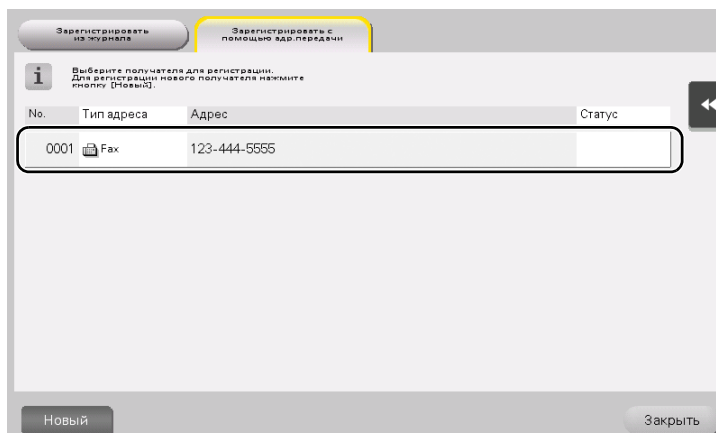 Зарегистрировать
из журнала
Зарегистрировать с
помощью адр.передачи
i
Выберите получателя для регистрации.
Для регистрации нового получателя нажмите
кнопку [Новый].
No. Тип адреса Адрес Статус
0001 Fax 123-444-5555
Новый Закрыть